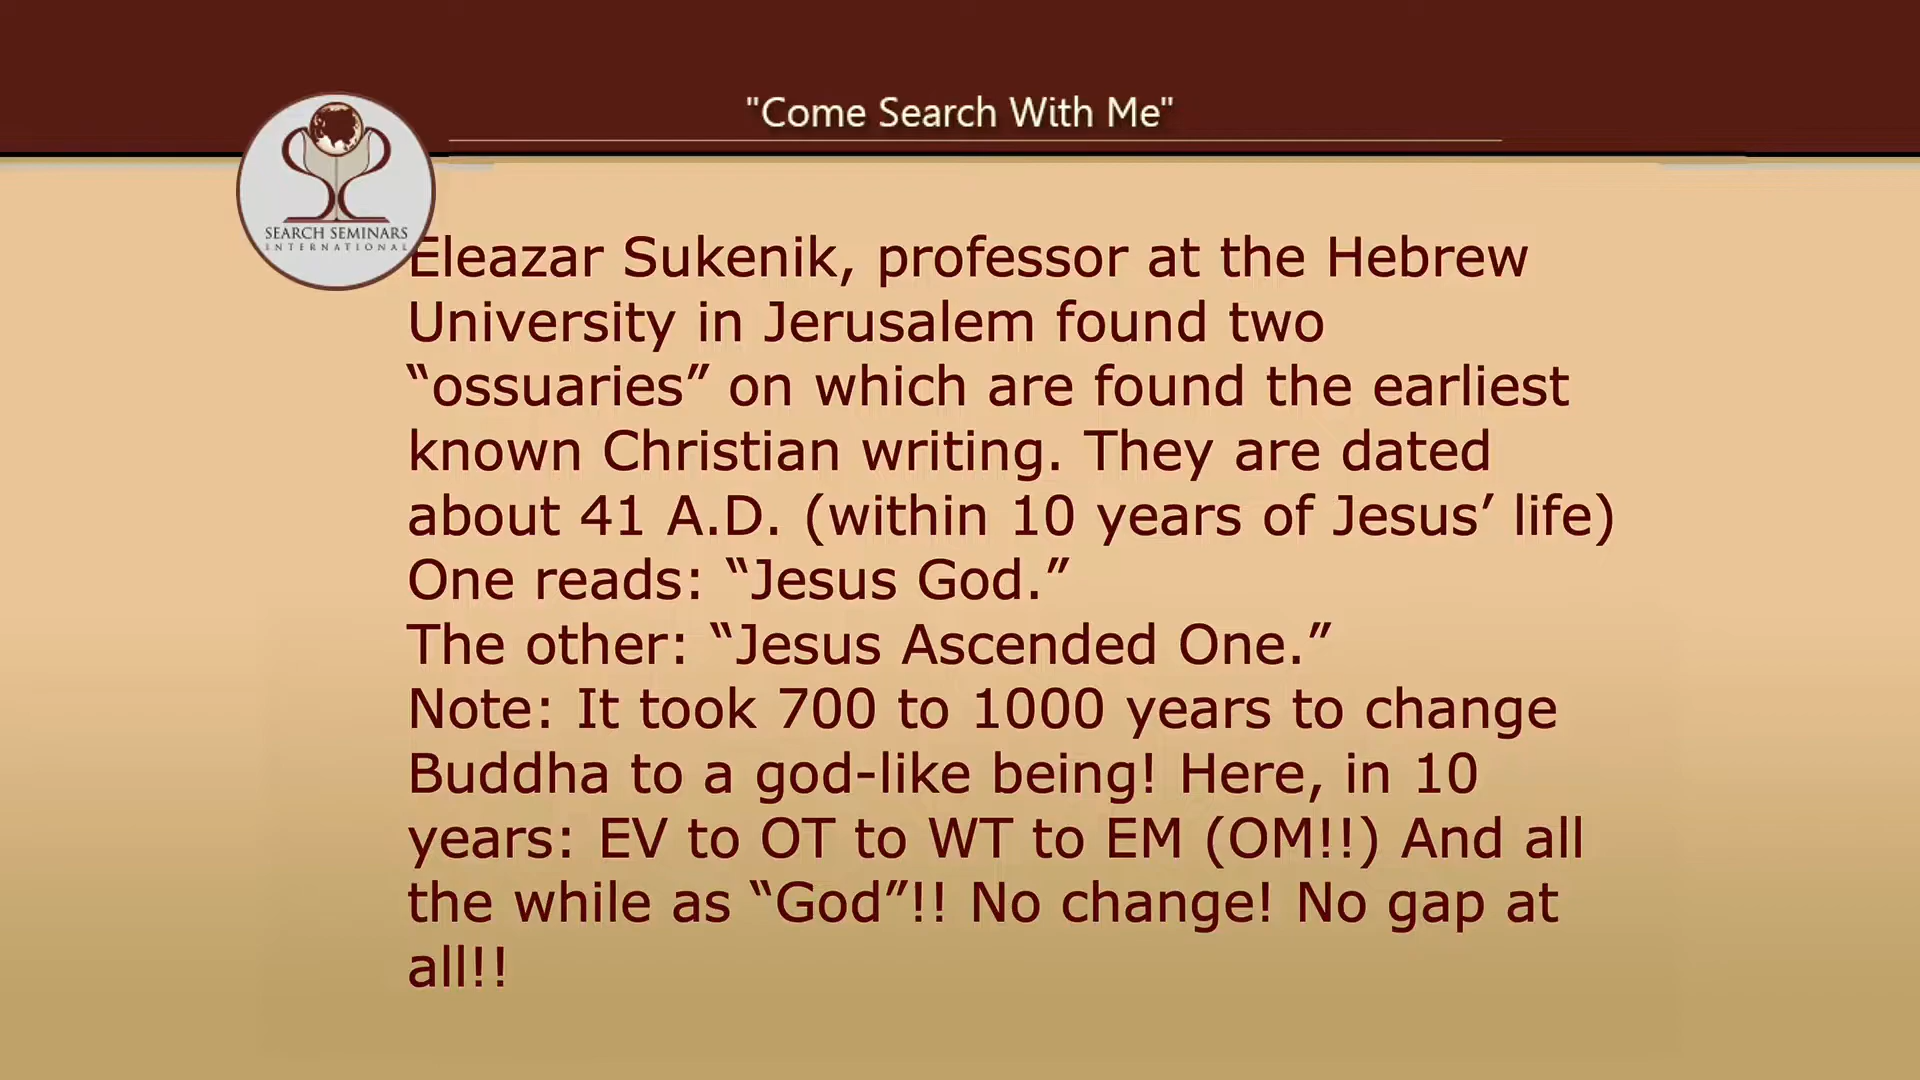 "Come Search With Me"
SEARCH SEMINARS
INTERNATIONAL
Eleazar Sukenik, professor at the Hebrew
University in Jerusalem found two
“ossuaries” on which are found the earliest
known Christian writing. They are dated
about 41 A.D. (within 10 years of Jesus’ life)
One reads: “Jesus God.”
The other: “Jesus Ascended One.”
Note: It took 700 to 1000 years to change
Buddha to a god-like being! Here, in 10
years: EV to OT to WT to EM (OM!!) And all
the while as “God”!! No change! No gap at
all!!